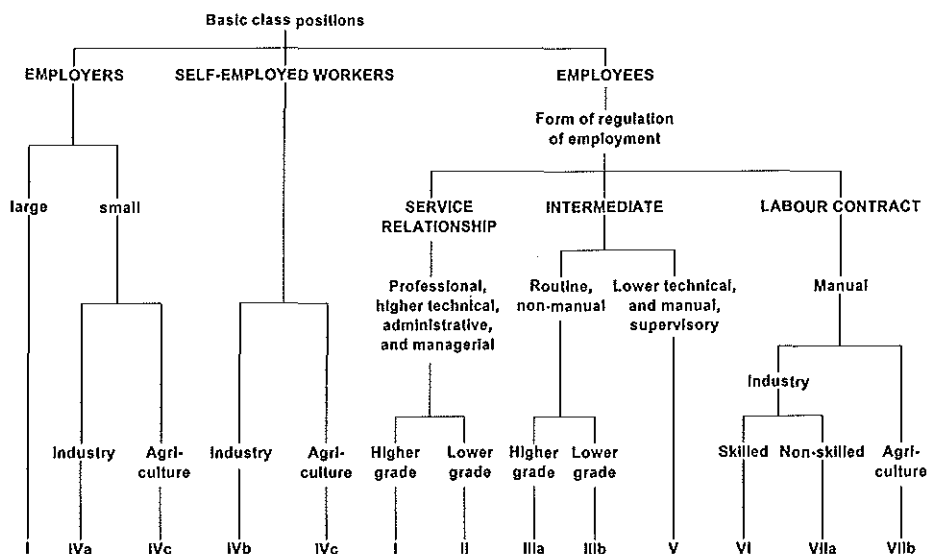 Basic class positions
EMPLOYERS
SELF-EMPLOYED WORKERS
EMPLOYEES
Form of regulation
of employment
large
small
SERVICE
RELATIONSHIP
INTERMEDIATE
LABOUR CONTRACT
Professional,
higher technical,
administrative,
and managerial
Routine,
non-manual
Lower technical,
and manual,
supervisory
Manual
Industry
Industry
Agri-
culture
Industry
Agri-
culture
Higher
grade
Lower
grade
Higher
grade
Lower
grade
Skilled
Non-skilled
Agri-
culture
I
IVa
IVc
IVb
IVc
I
II
IIIa
IIIb
V
VI
VIIa
VIIb